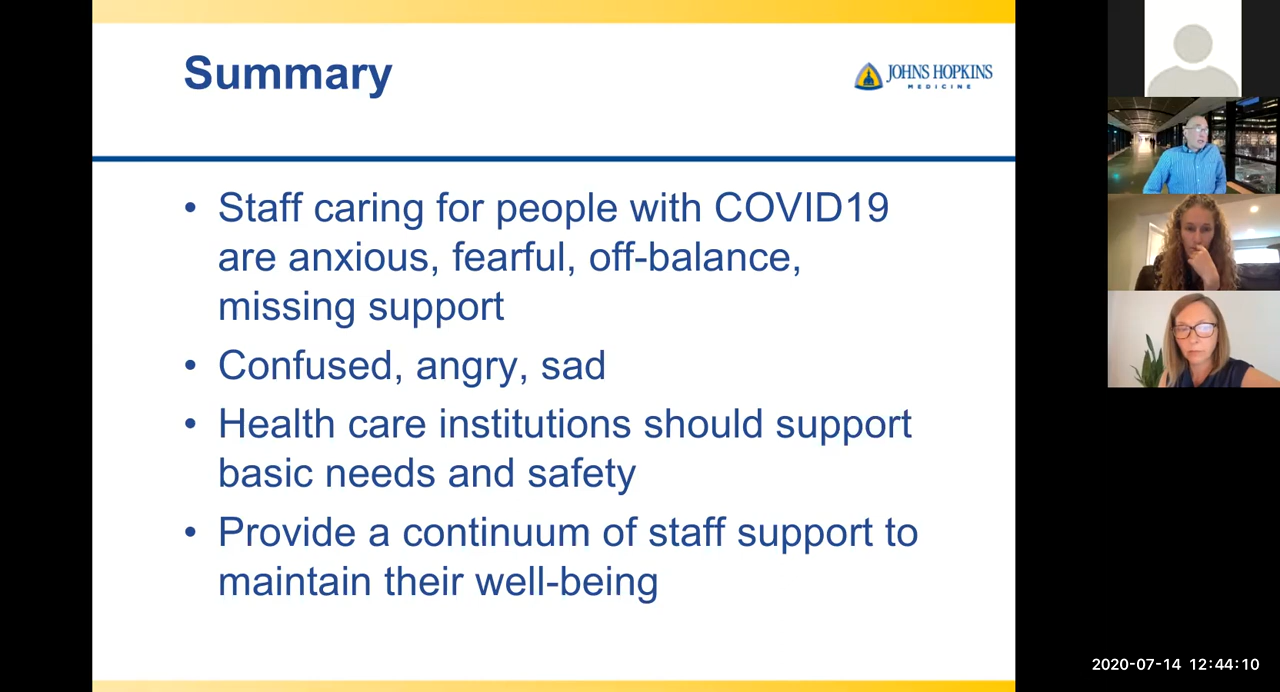 Summary
JOHNS HOPKINS
MEDICINE
• Staff caring for people with COVID19
are anxious, fearful, off-balance,
missing support
• Confused, angry, sad
• Health care institutions should support
basic needs and safety
• Provide a continuum of staff support to
maintain their well-being
2020-07-14 12:44:10